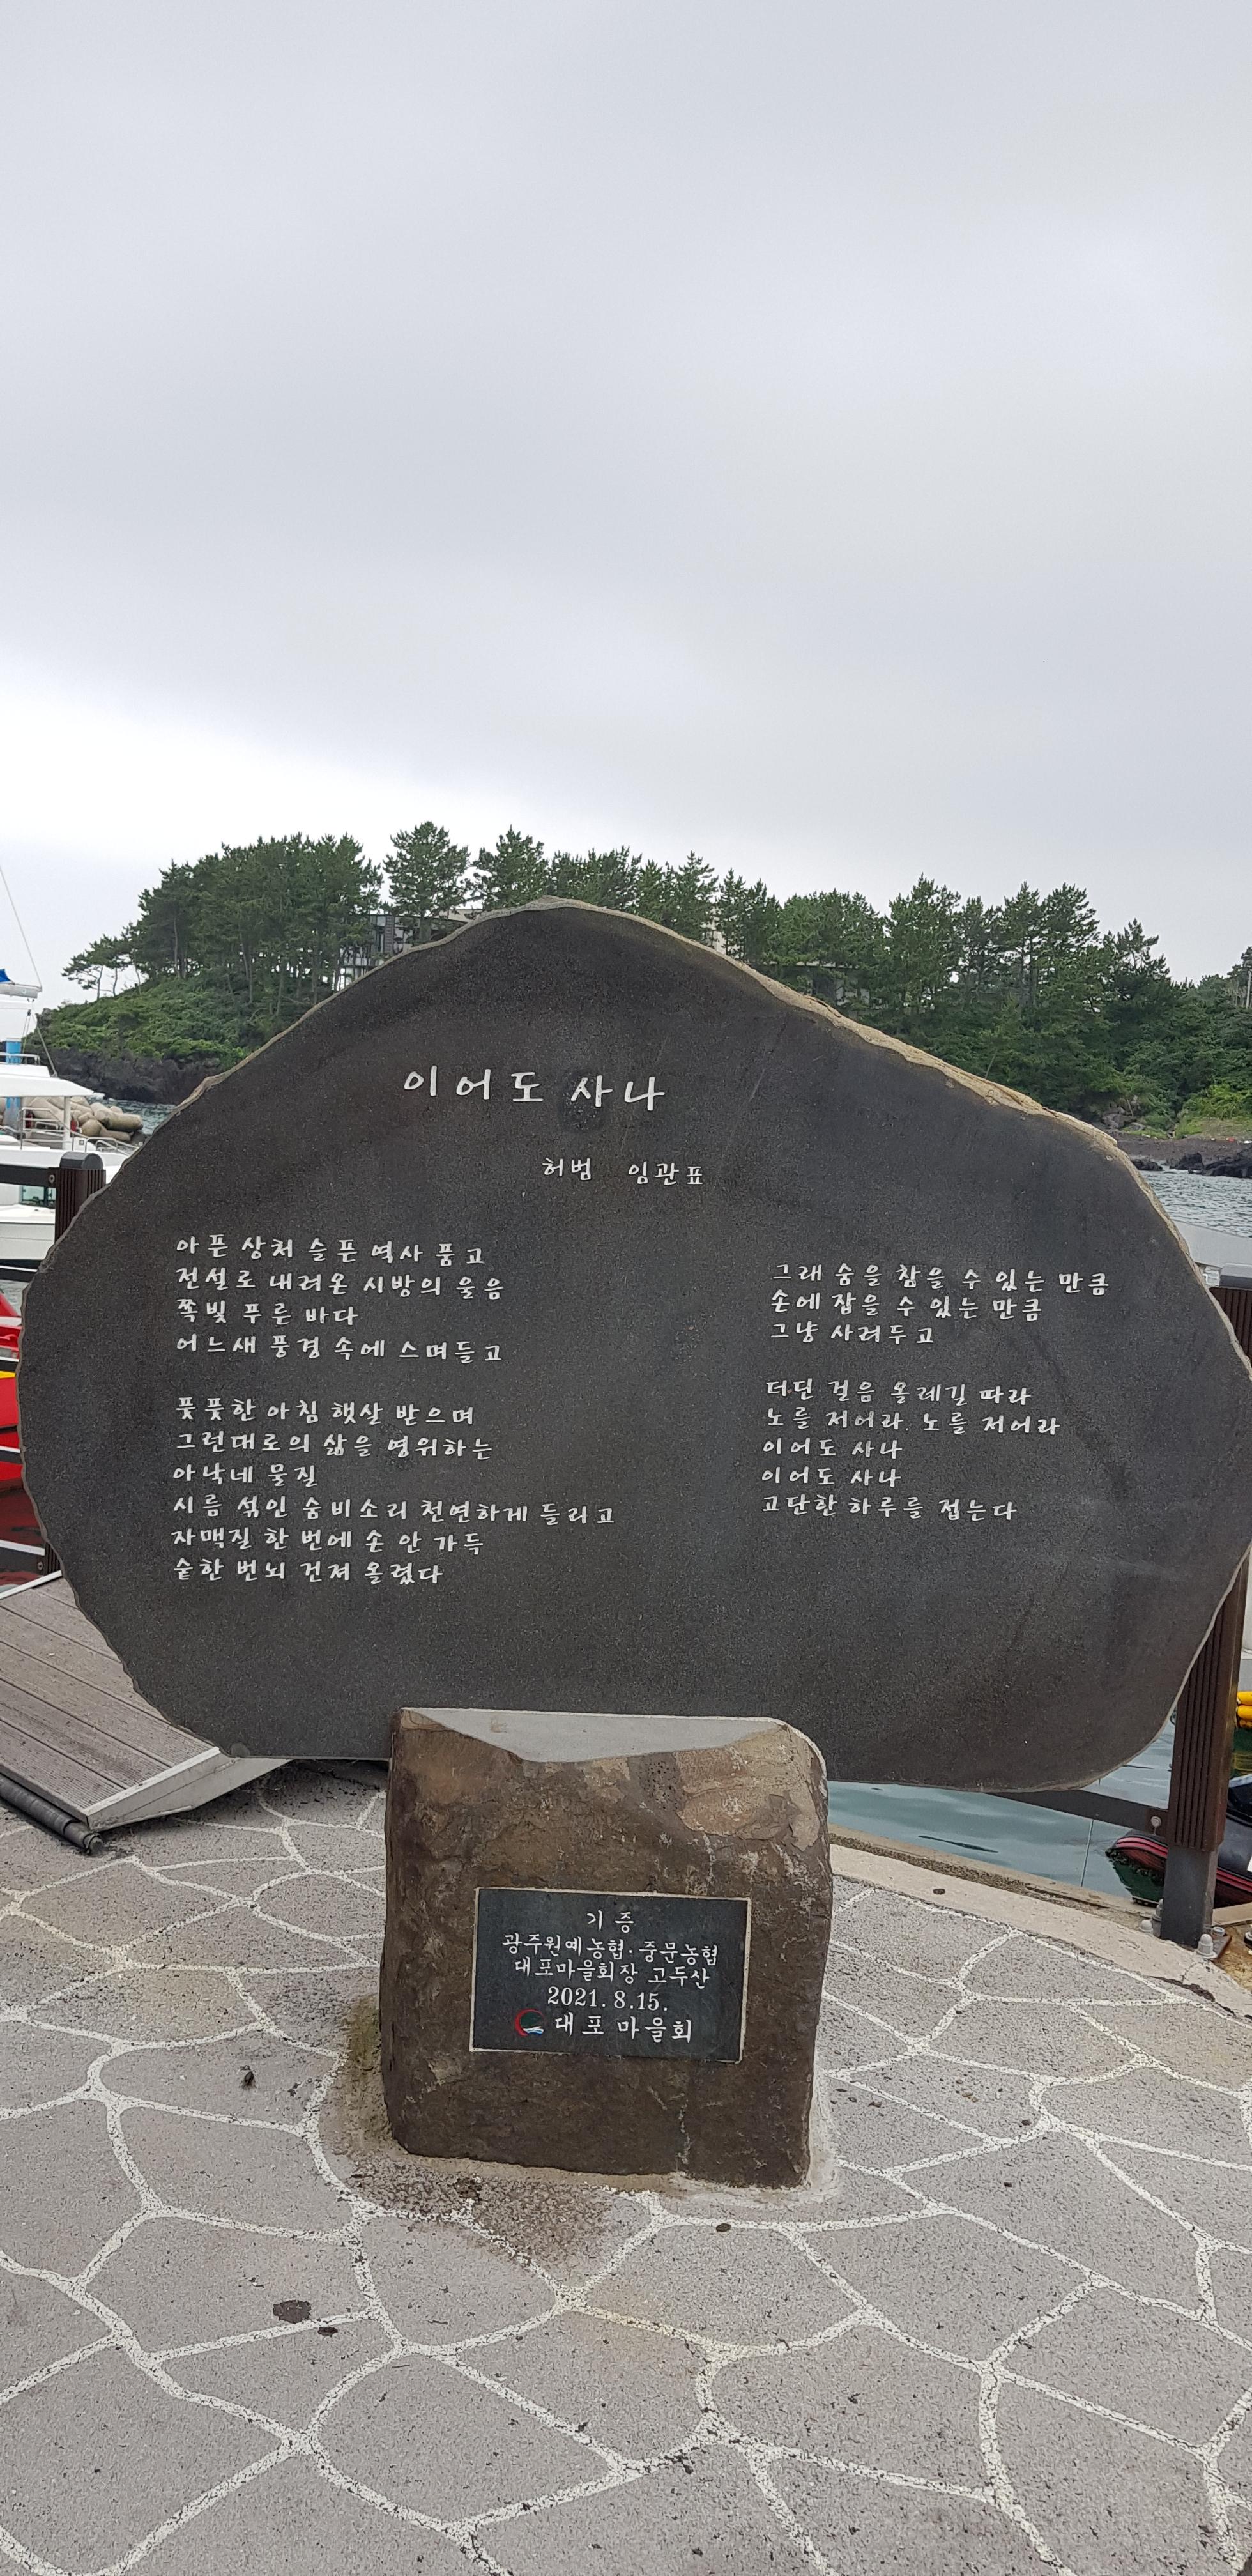 이어도 사나
허범 임관표
아픈 상처 슬픈 역사 품고
전설로 내려온 시방의 울음
쪽빛 푸른 바다
어느새 풍경 속에 스며들고
풋풋한 아침 햇살 받으며
그런대로의 삶을 영위하는
아낙네 물질
시름 섞인 숨비소리 천연하게 들리고
자맥질 한 번에 손 안 가득
숱한 번뇌 건져 올렸다
그래 숨을 참을 수 있는 만큼
손에 잡을 수 있는 만큼
그냥 사려두고
더딘 걸음 올레길 따라
노를 저어라. 노를 저어라
이어도 사나
이어도 사나
고단한 하루를 접는다
기 증
광주원예농협·중문농협
대포마을회장 고두산
2021. 8.15.
대포 마을회